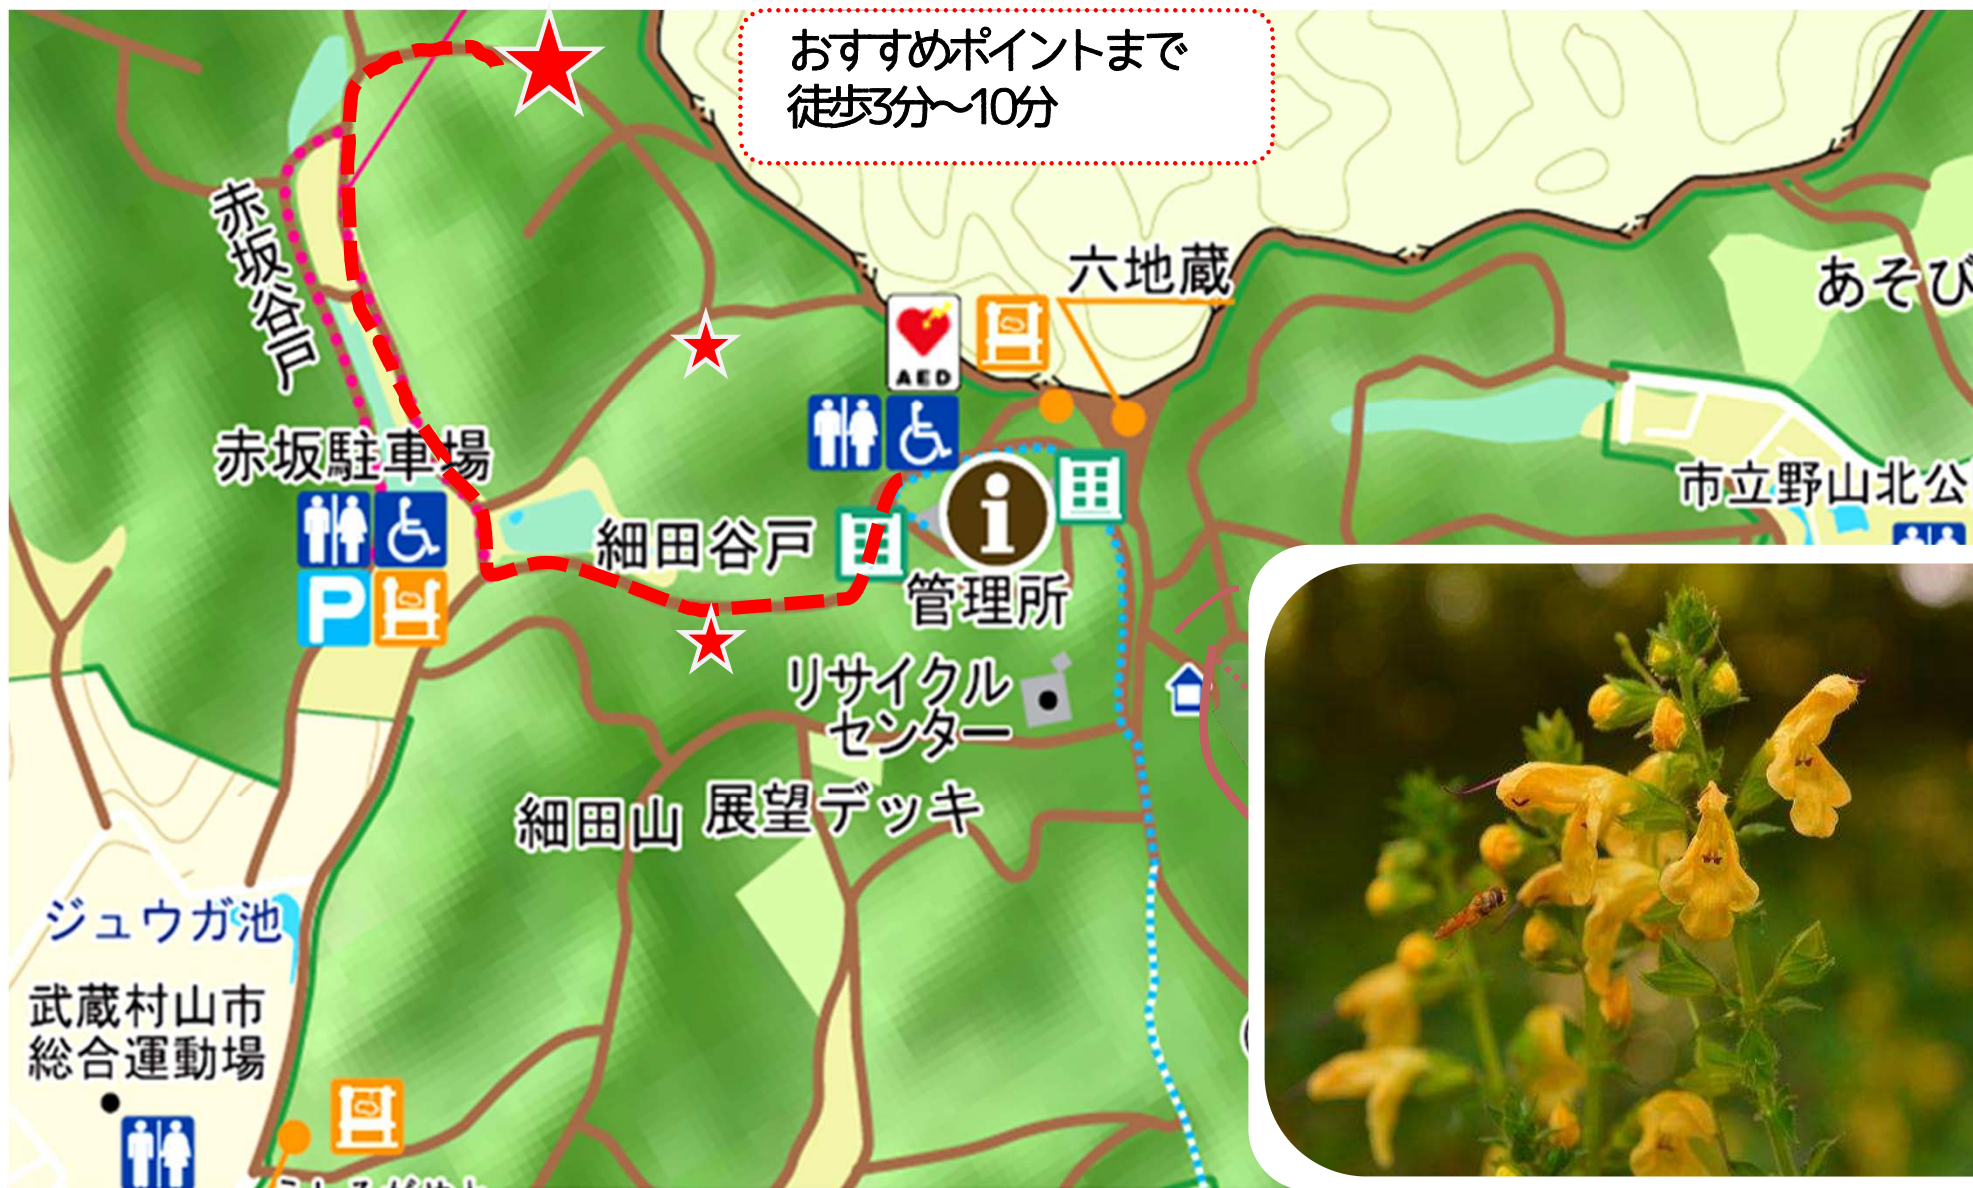 おすすめポイントまで
徒歩3分～10分
赤坂谷戸
六地蔵
あそび
AED
赤坂駐車場
市立野山北公
細田谷戸
P
i
管理所
リサイクル
センター
細田山
展望デッキ
ジュウガ池
武蔵村山市
総合運動場